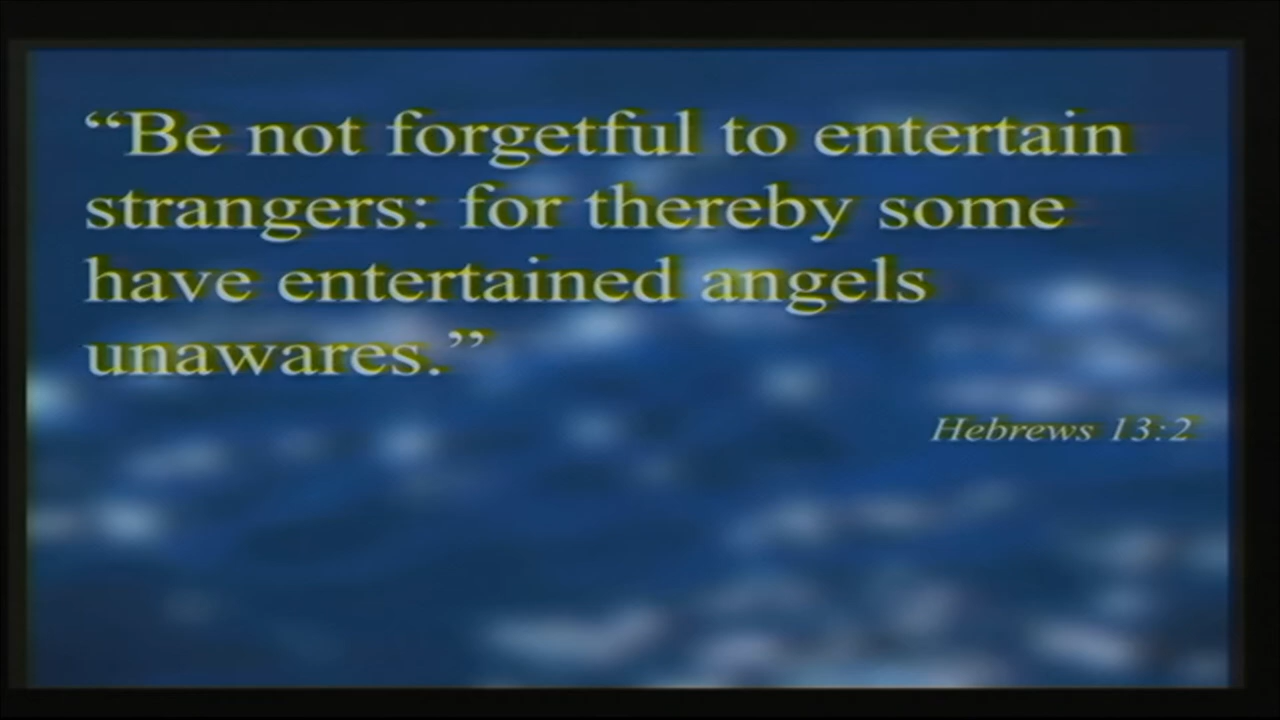 “Be not forgetful to entertain
strangers: for thereby some
have entertained angels
unawares.”
Hebrews 13:2